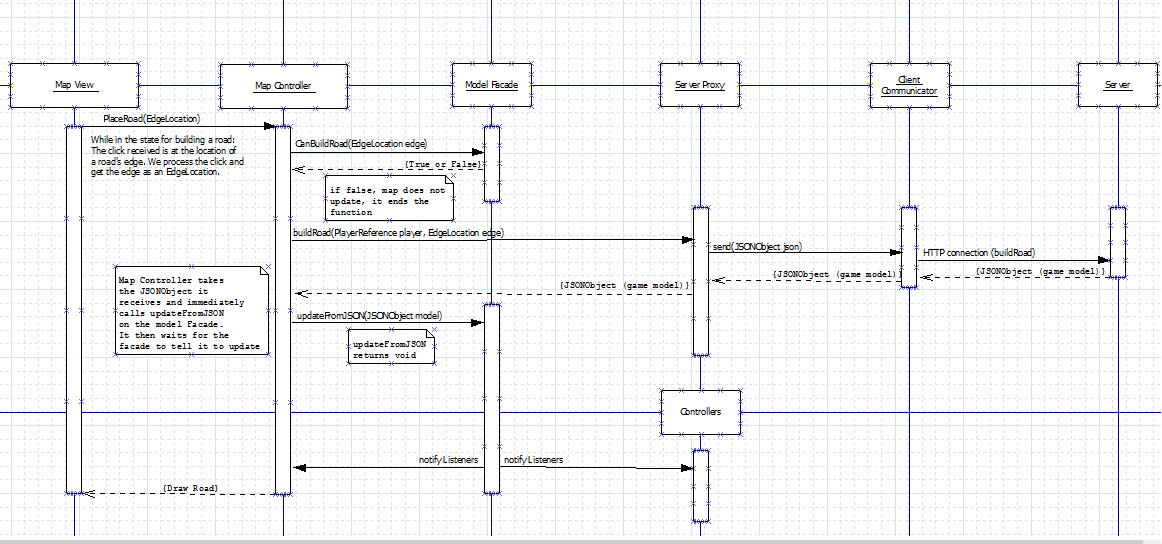 Map View
Map Controller
Model Facade
Server Proxy
Client
Communicator
Server
PlaceRoad(EdgeLocation)
While in the state for building a road:
The click received is at the location of
a road's edge. We process the click and
get the edge as an EdgeLocation.
CanBuildRoad(EdgeLocation edge)
{True or False}
if false, map does not
update, it ends the
function
buildRoad(PlayerReference player, EdgeLocation edge)
send(JSONObject json)
HTTP connection (buildRoad)
{JSONObject (game model)}
{JSONObject (game model)}
{JSONObject (game model)}
Map Controller takes
the JSONObject it
receives and immediately
calls updateFromJSON
on the model Facade.
It then waits for the
facade to tell it to update
updateFromJSON(JSONObject model)
updateFromJSON
returns void
Controllers
notifyListeners
notifyListeners
{Draw Road}